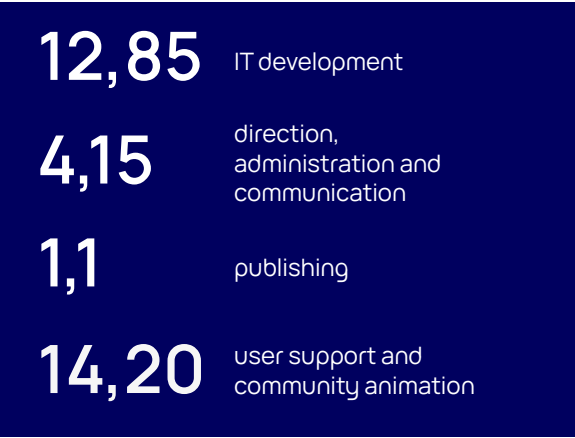 12,85
IT development
4,15
direction,
administration and
communication
1,1
publishing
14,20
user support and
community animation